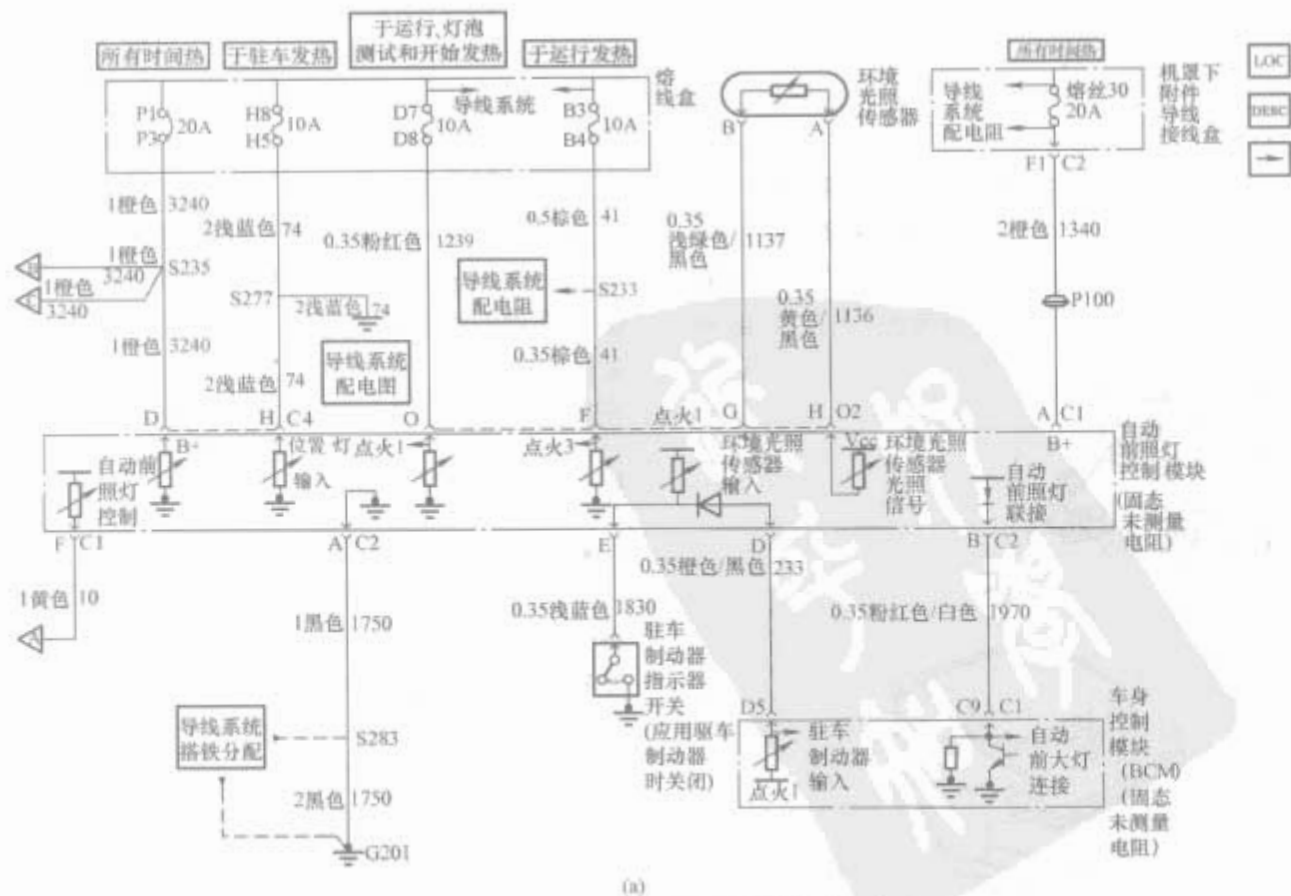 所有时间热
于驻车发热
于运行、灯泡
测试和开始发热
于运行发热
所有时间热
LOC
DESC
熔
线盒
环境
光照
传感器
机罩下
附件
导线
接线盒
P1
P3
20A
H8
H5
10A
D7
D8
10A
导线系统
B3
B4
10A
B
A
导线
系统
配电阻
熔丝30
20A
F1
C2
1橙色
3240
2浅蓝色
74
0.35粉红色
1239
0.5棕色
41
0.35
浅绿色/
黑色
1137
2橙色
1340
1橙色
3240
S235
1橙色
3240
S277
2浅蓝色
74
导线系统
配电阻
S233
0.35
黄色/
黑色
1136
P100
1橙色
3240
2浅蓝色
74
导线系统
配电图
0.35棕色
41
D
H
C4
O
F
点火1
G
H
O2
A
C1
B+
自动前
照灯
控制
位置 灯
输入
点火1
点火3
环境光照
传感器
输入
Vcc
环境光照
传感器
光照
信号
自动
前照灯
联接
B+
自动
前照灯
控制 模块
(固态
未测量
电阻)
F
C1
A
C2
E
D
B
C2
1黄色
10
A
1黑色
1750
0.35浅蓝色
1830
0.35橙色/黑色
233
0.35粉红色/白色
1970
驻车
制动器
指示器
开关
(应用驱车
制动器
时关闭)
导线系统
搭铁分配
S283
2黑色
1750
G201
D5
驻车
制动器
输入
点火1
C9
C1
自动
前大灯
连接
车身
控制
模块
(BCM)
(固态
未测量
电阻)
(a)